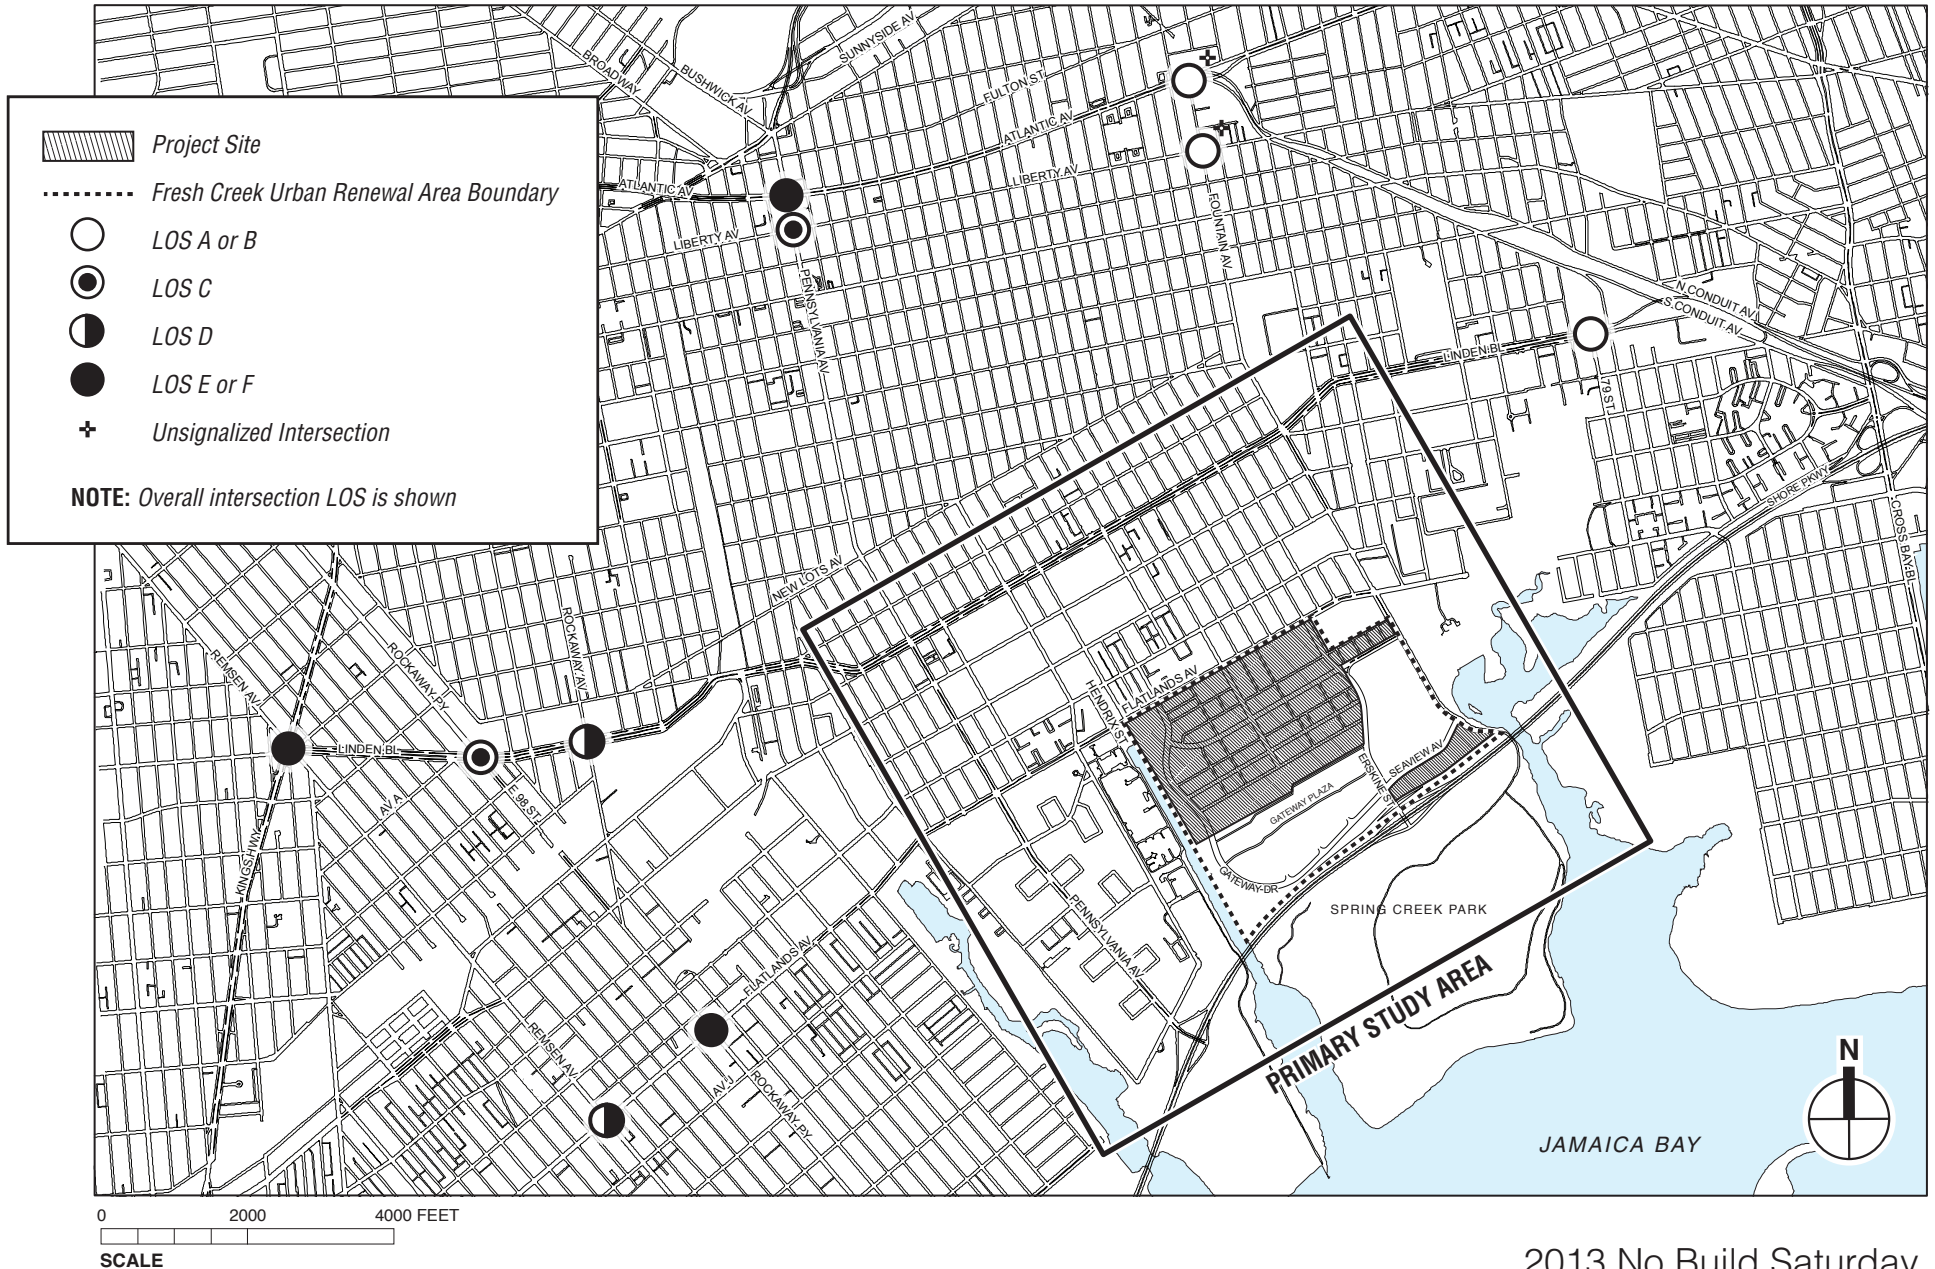 Project Site
Fresh Creek Urban Renewal Area Boundary
LOS A or B
LOS C
LOS D
LOS E or F
Unsignalized Intersection
NOTE: Overall intersection LOS is shown
BROADWAY
BUSHWICK AV
SUNNYSIDE AV
FULTON ST
ATLANTIC AV
ATLANTIC AV
LIBERTY AV
LIBERTY AV
FOUNTAIN AV
PENNSYLVANIA AV
N CONDUIT AV
S CONDUIT AV
LINDEN BL
79 ST
SHORE PKWY
CROSS BAY BL
NEW LOTS AV
ROCKAWAY AV
ROCKAWAY PY
REMSEN AV
LINDEN BL
AV A
E 98 ST
KINGS HWY
HENDRIX ST
FLATLANDS AV
ERSKINE ST
SEAVIEW AV
GATEWAY PLAZA
GATEWAY DR
SPRING CREEK PARK
PENNSYLVANIA AV
FLATLANDS AV
REMSEN AV
AV J
ROCKAWAY PY
PRIMARY STUDY AREA
JAMAICA BAY
N
0 2000 4000 FEET
SCALE
2013 No Build Saturday